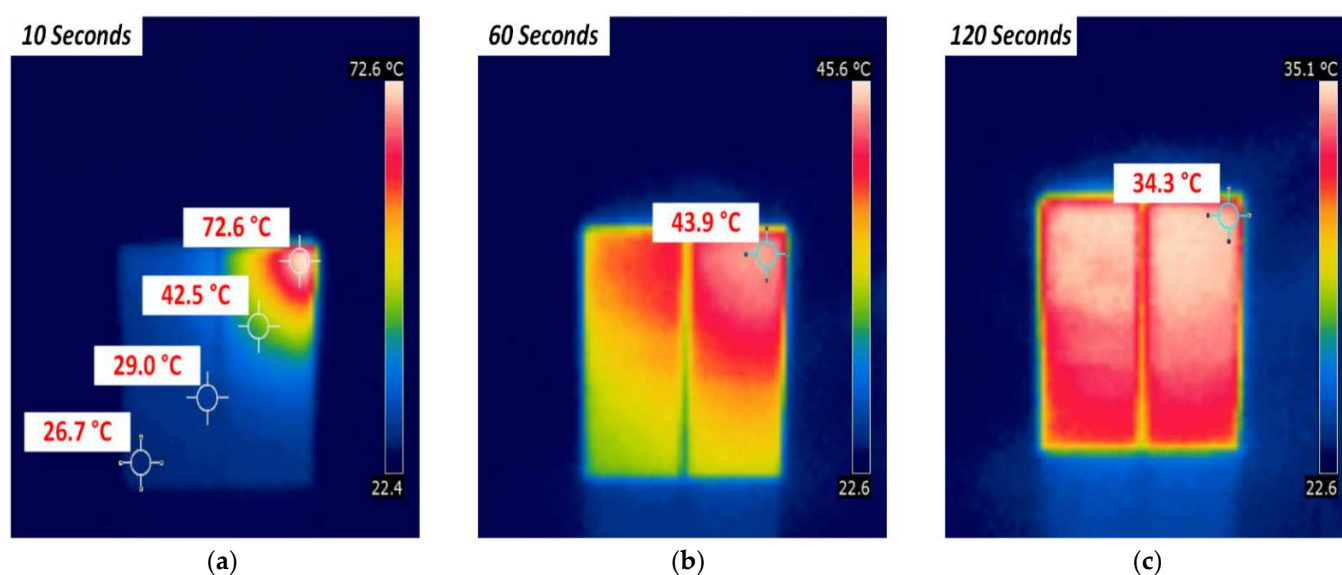 10 Seconds
72.6 °C
72.6 °C
42.5 °C
29.0 °C
26.7 °C
22.4
(a)
60 Seconds
45.6 °C
43.9 °C
22.6
(b)
120 Seconds
35.1 °C
34.3 °C
22.6
(c)